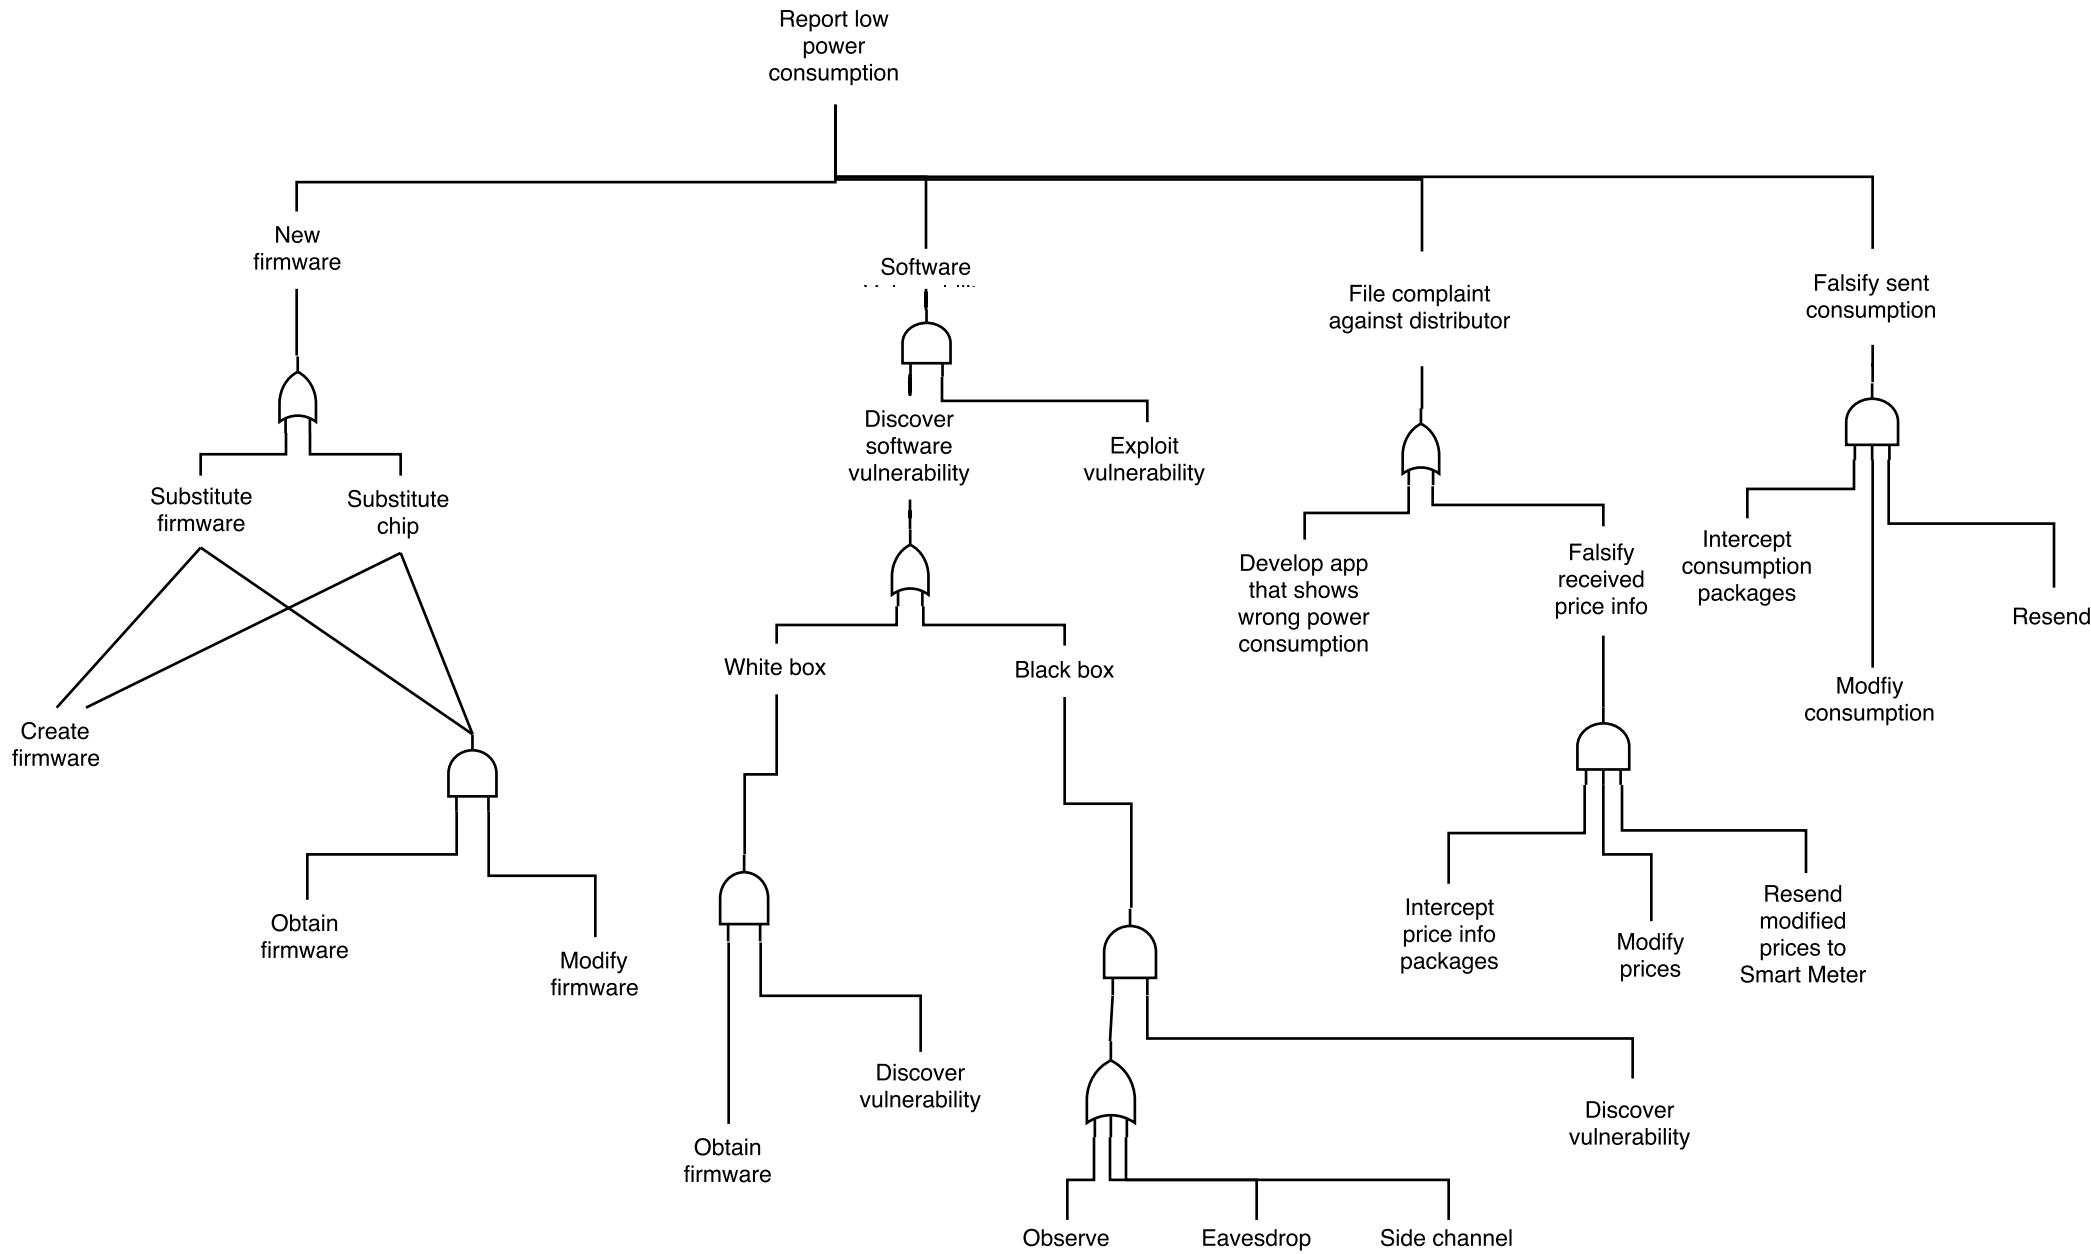 Report low
power
consumption
New
firmware
Software
File complaint
against distributor
Falsify sent
consumption
Substitute
firmware
Substitute
chip
Discover
software
vulnerability
Exploit
vulnerability
Develop app
that shows
wrong power
consumption
Falsify
received
price info
Intercept
consumption
packages
Resend
White box
Black box
Modfiy
consumption
Create
firmware
Obtain
firmware
Modify
firmware
Intercept
price info
packages
Modify
prices
Resend
modified
prices to
Smart Meter
Discover
vulnerability
Obtain
firmware
Discover
vulnerability
Observe
Eavesdrop
Side channel